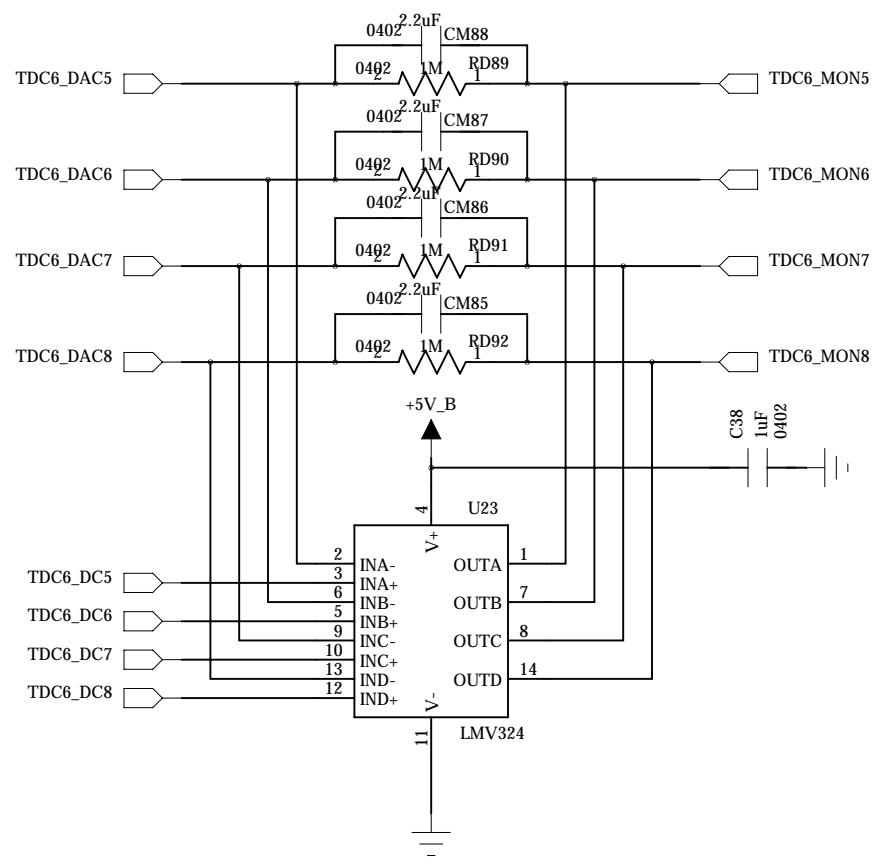 2.2uF
0402 CM88
TDC6_DAC5 0402 2 1M 1 RD89 TDC6_MON5
2.2uF
0402 CM87
TDC6_DAC6 0402 2 1M 1 RD90 TDC6_MON6
2.2uF
0402 CM86
TDC6_DAC7 0402 2 1M 1 RD91 TDC6_MON7
2.2uF
0402 CM85
TDC6_DAC8 0402 2 1M 1 RD92 TDC6_MON8
+5V_B
C38
1uF
0402
4 U23
V+
2 INA- OUTA 1
TDC6_DC5 3 INA+
6 INB- OUTB 7
TDC6_DC6 5 INB+
9 INC- OUTC 8
TDC6_DC7 10 INC+
13 IND- OUTD 14
TDC6_DC8 12 IND+
V-
11 LMV324